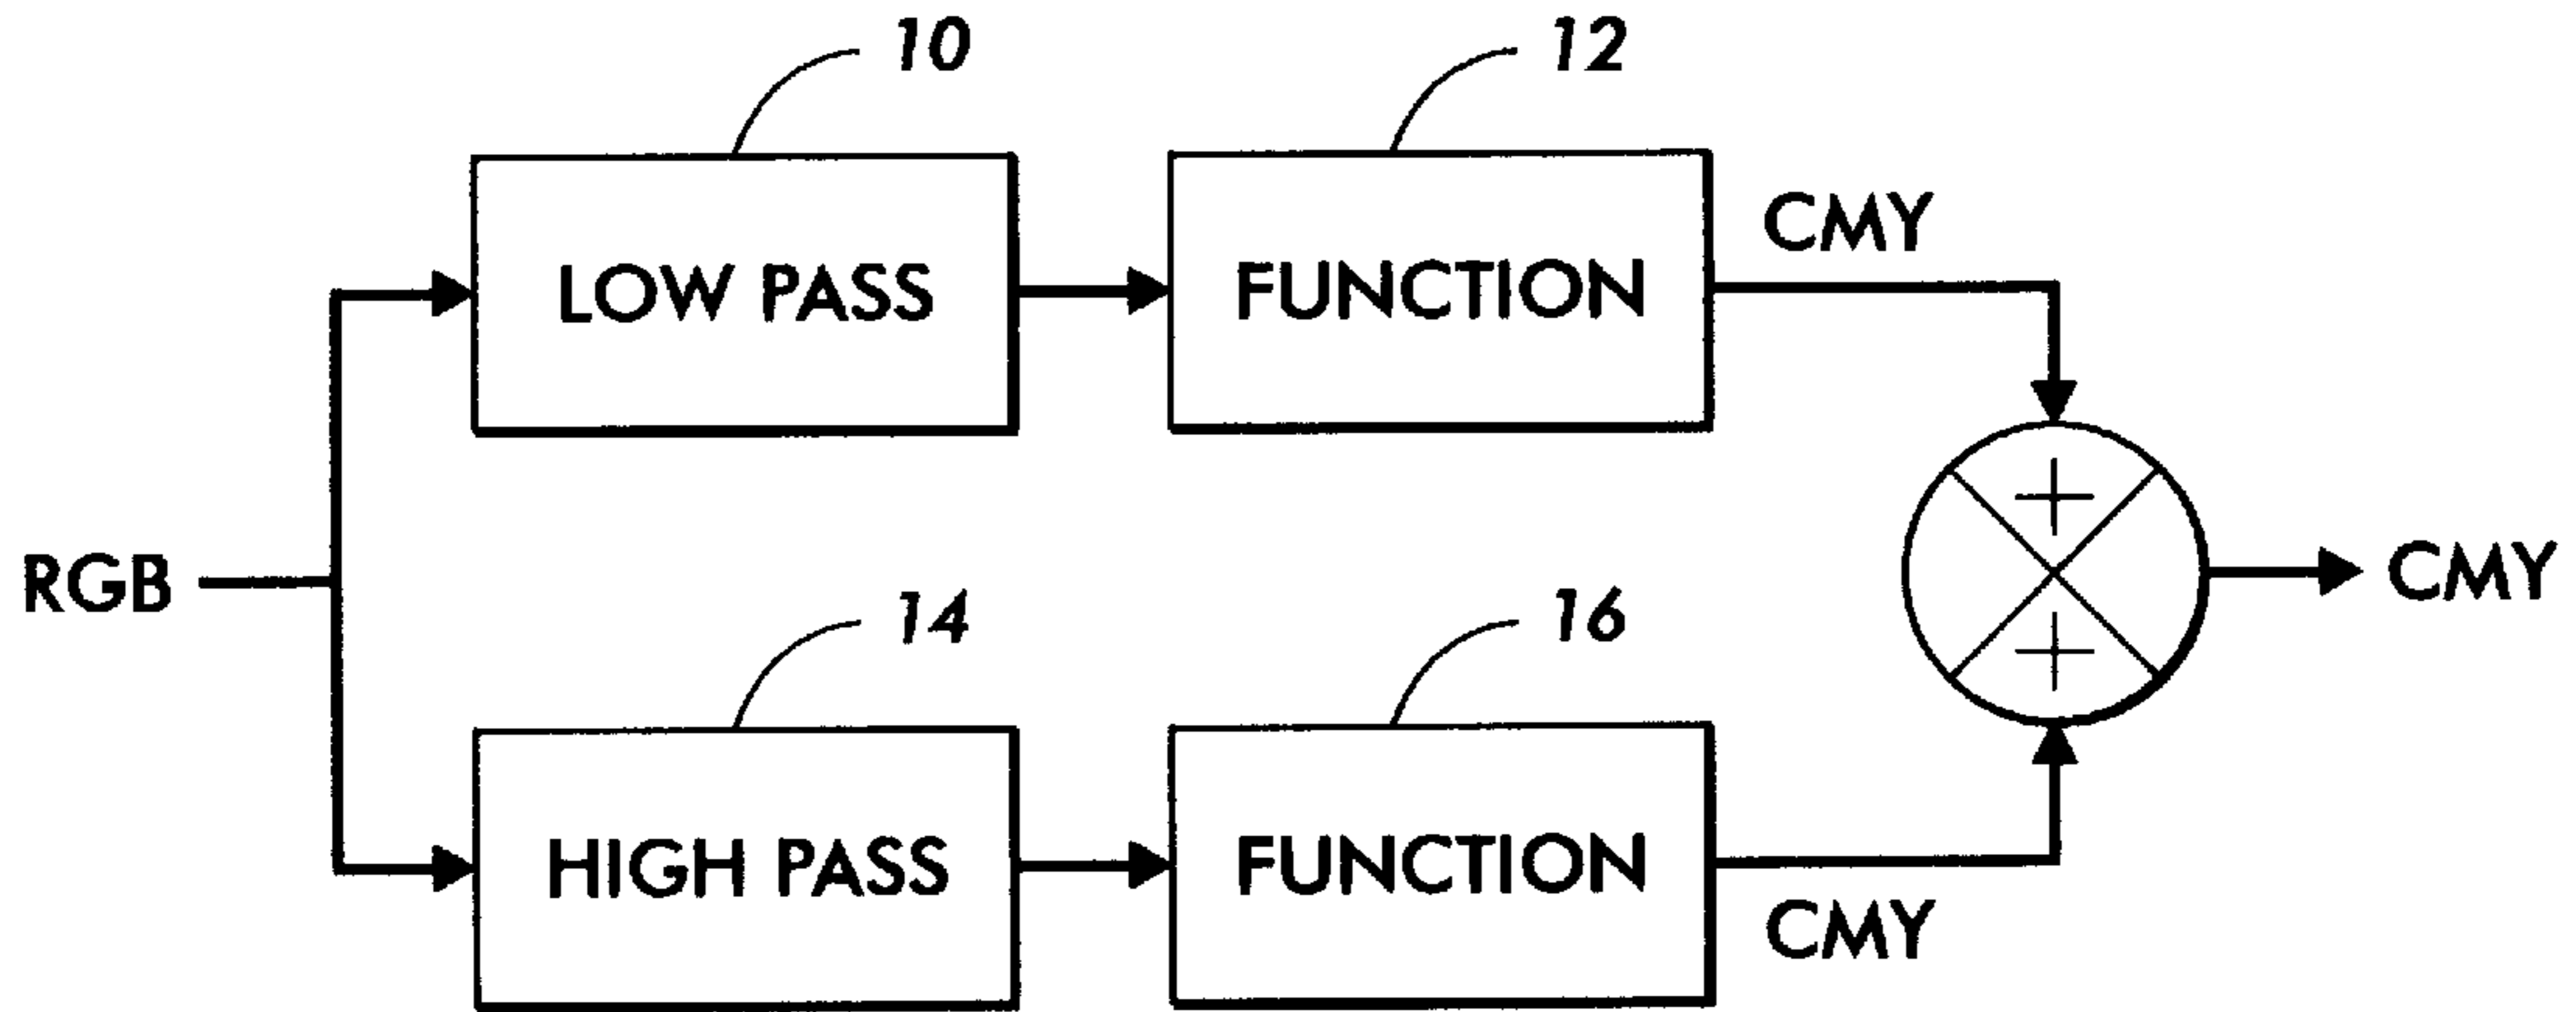 10
12
LOW PASS
FUNCTION
CMY
RGB
CMY
14
16
HIGH PASS
FUNCTION
CMY